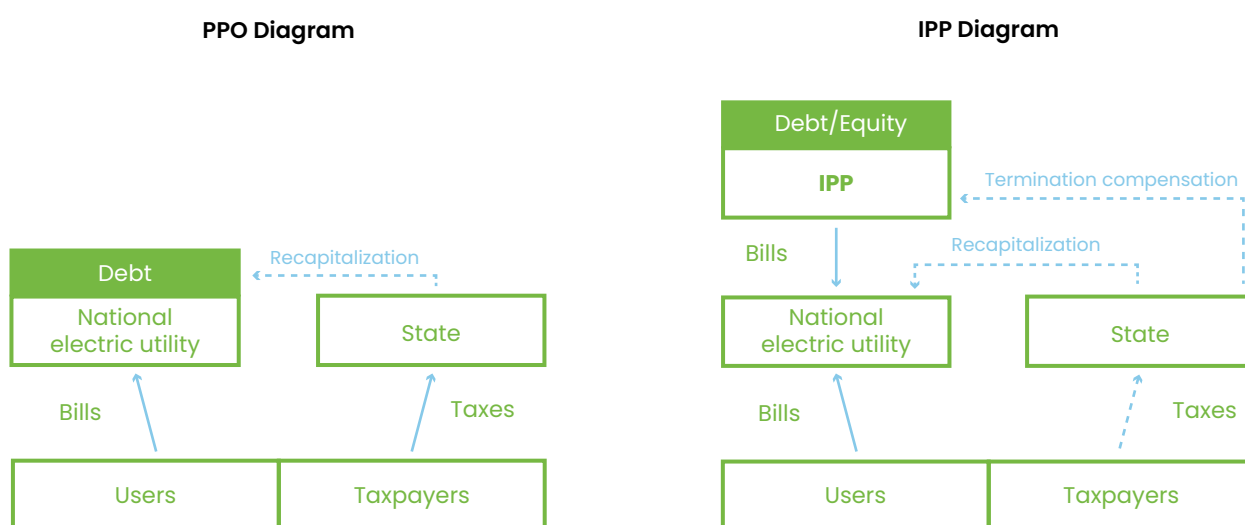 PPO Diagram
Debt
National
electric utility
Recapitalization
State
Bills
Taxes
Users
Taxpayers
IPP Diagram
Debt/Equity
IPP
Termination compensation
Bills
Recapitalization
National
electric utility
State
Bills
Taxes
Users
Taxpayers